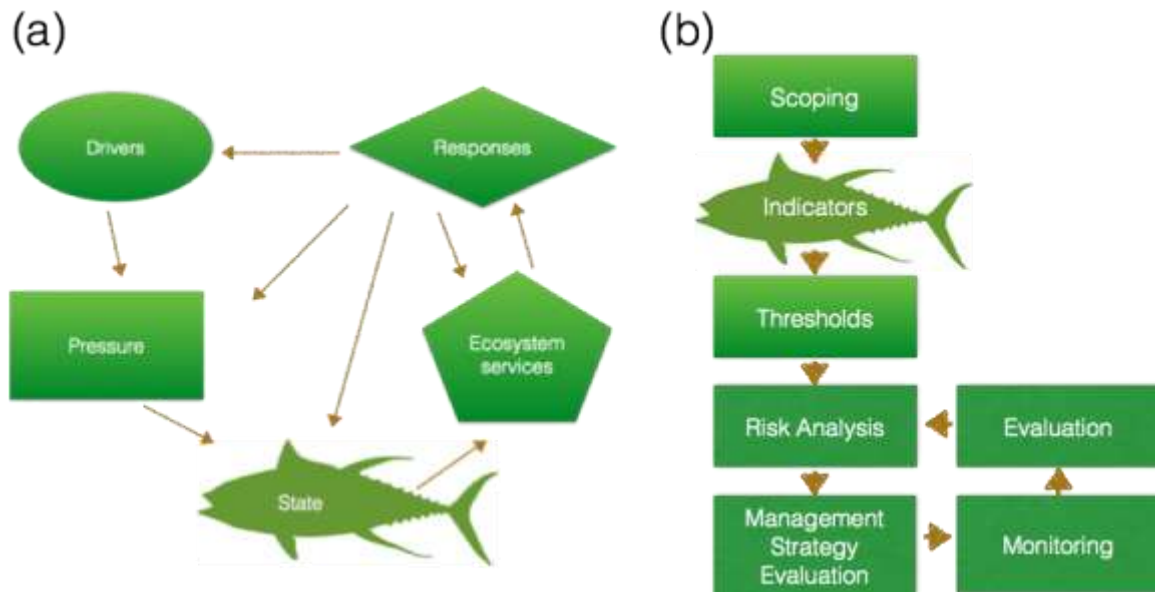 (a)
Drivers
Responses
Pressure
Ecosystem
services
State
(b)
Scoping
Indicators
Thresholds
Risk Analysis
Evaluation
Management
Strategy
Evaluation
Monitoring